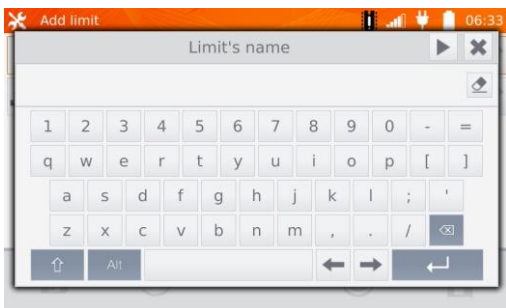 Add limit 06:33
Limit's name
1 2 3 4 5 6 7 8 9 0 - =
q w e r t y u i o p [ ]
a s d f g h j k l ; '
z x c v b n m , . /
Alt